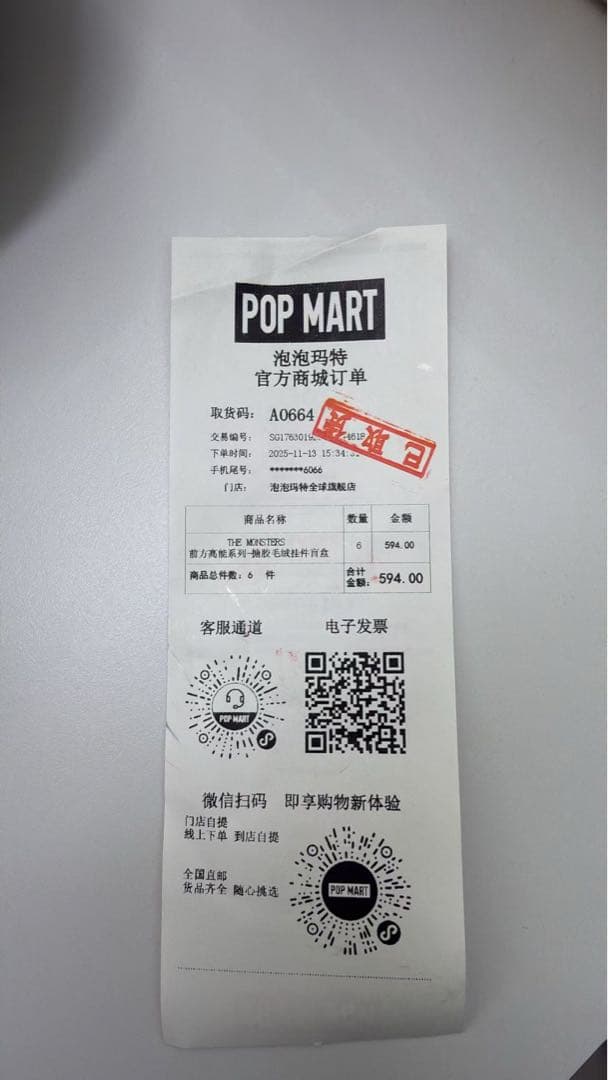 POP MART
泡泡玛特
官方商城订单
取货码： A0664
已取货
交易编号：
下单时间： 2025-11-13 15:34:
手机尾号： *******6066
门店： 泡泡玛特全球旗舰店
商品名称 数量 金额
THE MONSTERS
前方高能系列-搪胶毛绒挂件盲盒 6 594.00
商品总件数：6 件 合计金额：594.00
客服通道 电子发票
POP MART
微信扫码 即享购物新体验
门店自提
线上下单 到店自提
全国直邮
货品齐全 随心挑选
POP MART